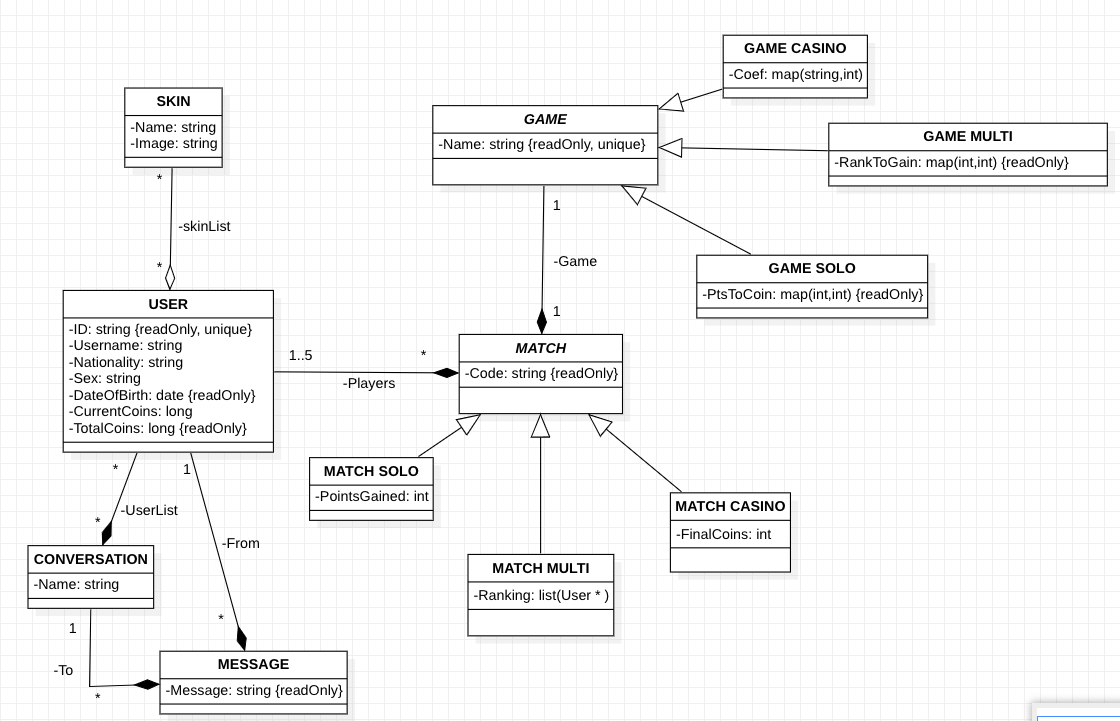 GAME CASINO
-Coef: map(string,int)
SKIN
-Name: string
-Image: string
GAME
-Name: string {readOnly, unique}
GAME MULTI
-RankToGain: map(int,int) {readOnly}
*
-skinList
*
1
-Game
1
GAME SOLO
-PtsToCoin: map(int,int) {readOnly}
USER
-ID: string {readOnly, unique}
-Username: string
-Nationality: string
-Sex: string
-DateOfBirth: date {readOnly}
-CurrentCoins: long
-TotalCoins: long {readOnly}
1..5
*
-Players
MATCH
-Code: string {readOnly}
MATCH SOLO
-PointsGained: int
MATCH CASINO
-FinalCoins: int
MATCH MULTI
-Ranking: list(User * )
*
1
-UserList
*
-From
*
CONVERSATION
-Name: string
1
-To
*
MESSAGE
-Message: string {readOnly}